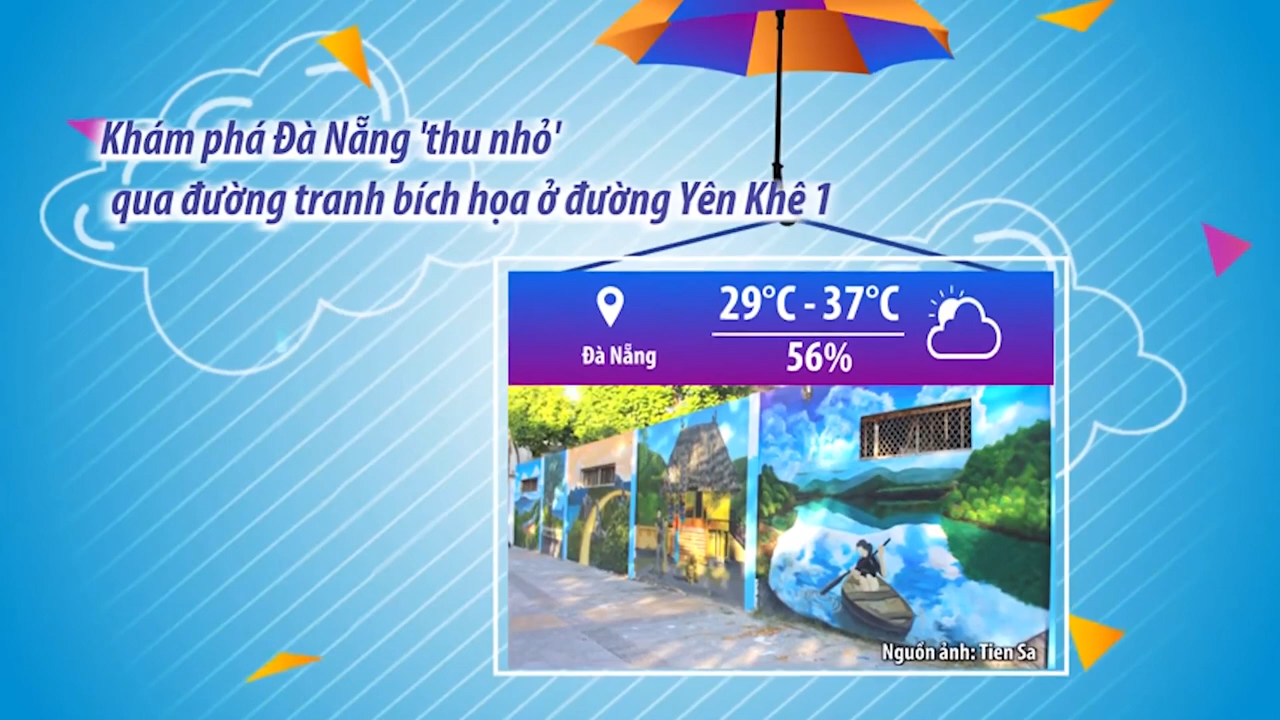 Khám phá Đà Nẵng 'thu nhỏ'
qua đường tranh bích họa ở đường Yên Khê 1
29°C - 37°C
Đà Nẵng
56%
Nguồn ảnh: Tien Sa